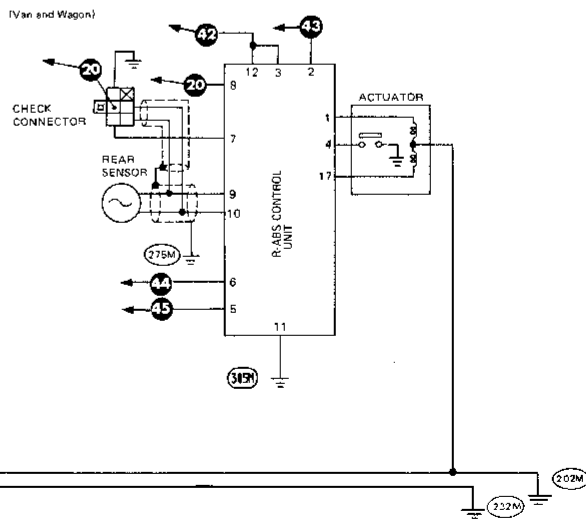 (Van and Wagon)
42
43
20
20
12 3 2
8
ACTUATOR
CHECK
CONNECTOR
1
7
4
REAR
SENSOR
17
9
10
R-ABS CONTROL
UNIT
275M
44
6
45
5
11
305M
202M
232M